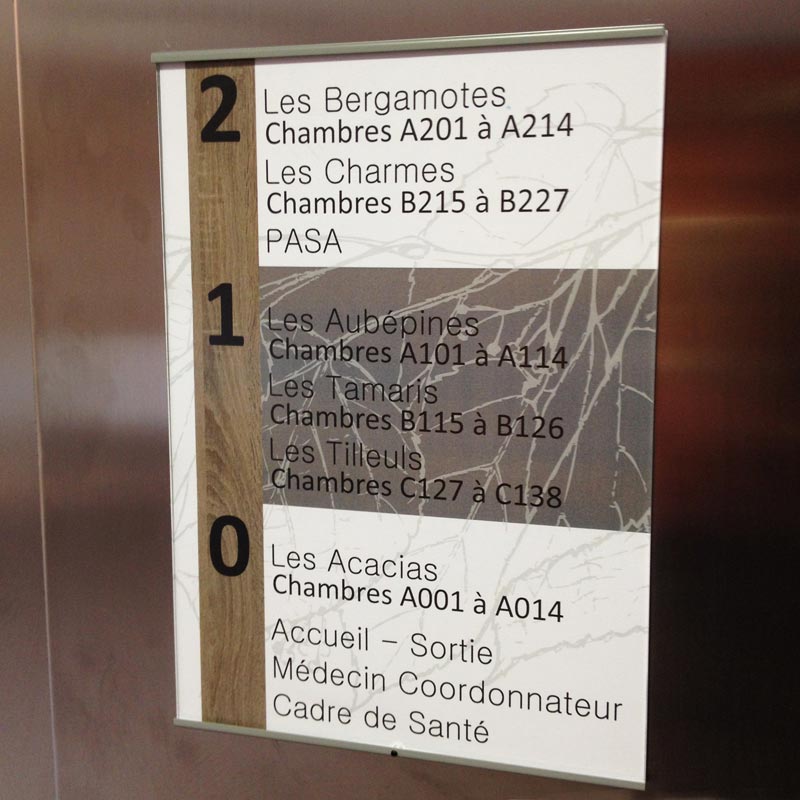 2
Les Bergamotes
Chambres A201 à A214
Les Charmes
Chambres B215 à B227
PASA
1
Les Aubépines
Chambres A101 à A114
Les Tamaris
Chambres B115 à B126
Les Tilleuls
Chambres C127 à C138
0
Les Acacias
Chambres A001 à A014
Accueil – Sortie
Médecin Coordonnateur
Cadre de Santé